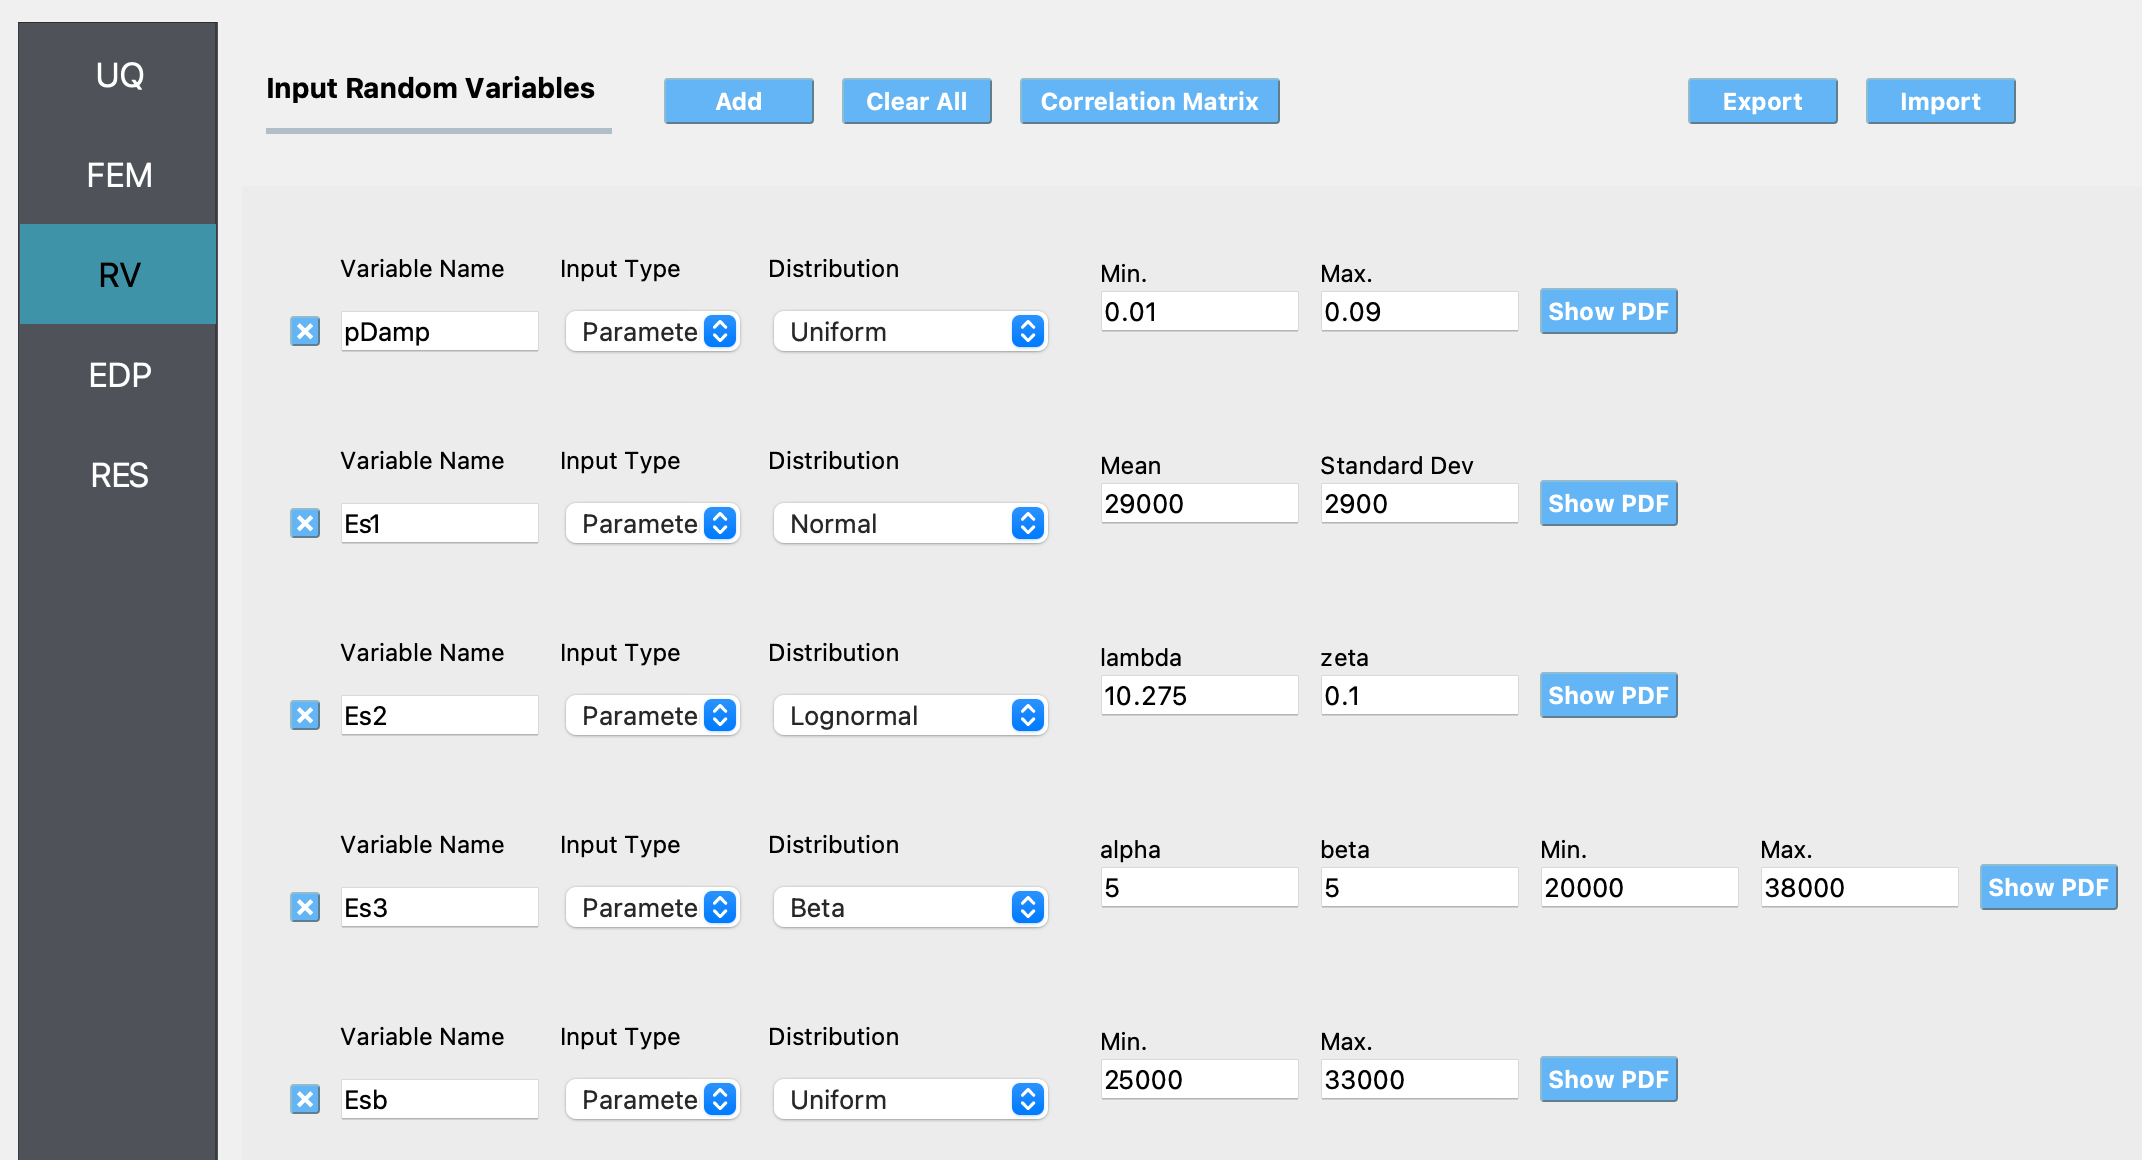 UQ
FEM
RV
EDP
RES
Input Random Variables Add Clear All Correlation Matrix Export Import
Variable Name Input Type Distribution Min. Max.
pDamp Paramete Uniform 0.01 0.09 Show PDF
Variable Name Input Type Distribution Mean Standard Dev
Es1 Paramete Normal 29000 2900 Show PDF
Variable Name Input Type Distribution lambda zeta
Es2 Paramete Lognormal 10.275 0.1 Show PDF
Variable Name Input Type Distribution alpha beta Min. Max.
Es3 Paramete Beta 5 5 20000 38000 Show PDF
Variable Name Input Type Distribution Min. Max.
Esb Paramete Uniform 25000 33000 Show PDF